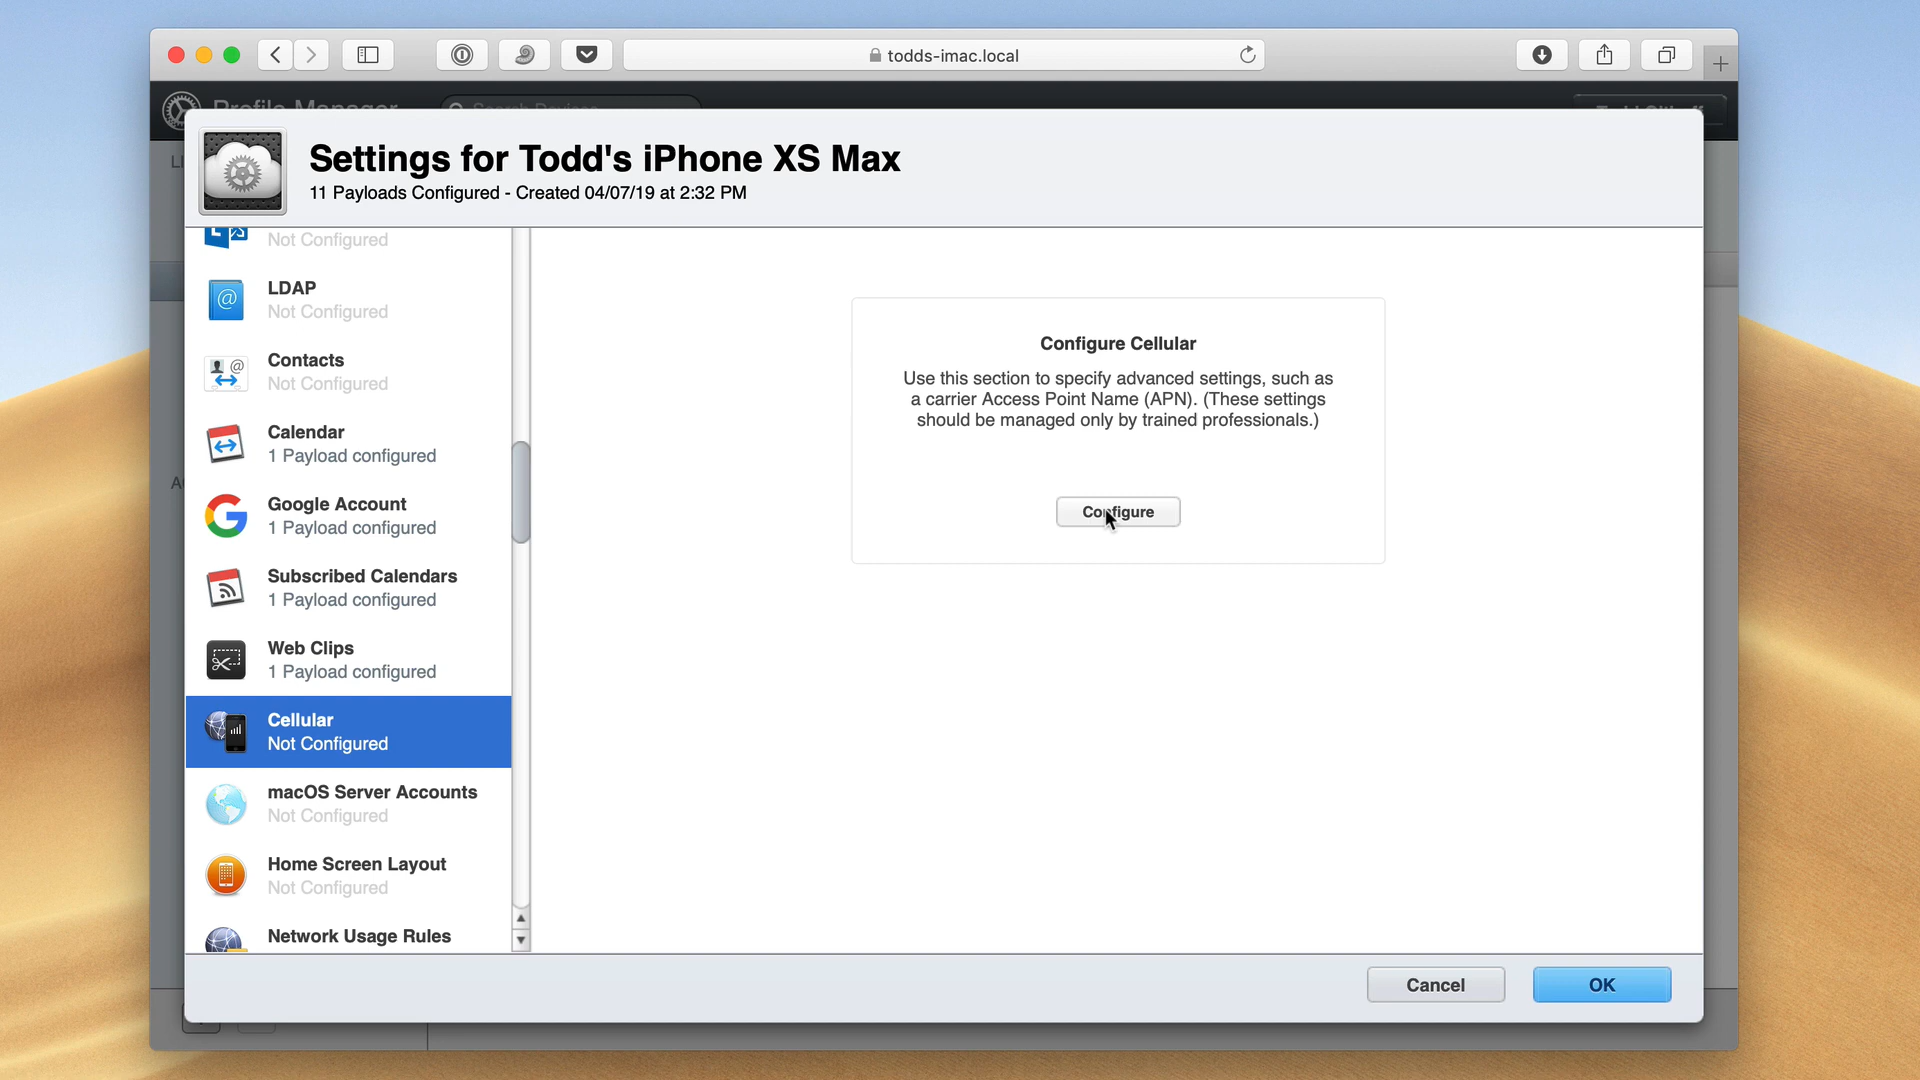 todds-imac.local
Profile Manager
Search Devices
Settings for Todd's iPhone XS Max
11 Payloads Configured - Created 04/07/19 at 2:32 PM
Not Configured
LDAP
Not Configured
Contacts
Not Configured
Calendar
1 Payload configured
Google Account
1 Payload configured
Subscribed Calendars
1 Payload configured
Web Clips
1 Payload configured
Cellular
Not Configured
macOS Server Accounts
Not Configured
Home Screen Layout
Not Configured
Network Usage Rules
Configure Cellular
Use this section to specify advanced settings, such as
a carrier Access Point Name (APN). (These settings
should be managed only by trained professionals.)
Configure
Cancel
OK